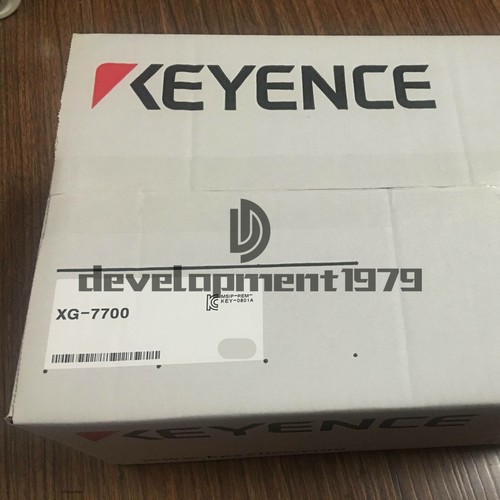 KEYENCE
development1979
MSIP-REM-
KEY-0801A
XG-7700
KEYENCE